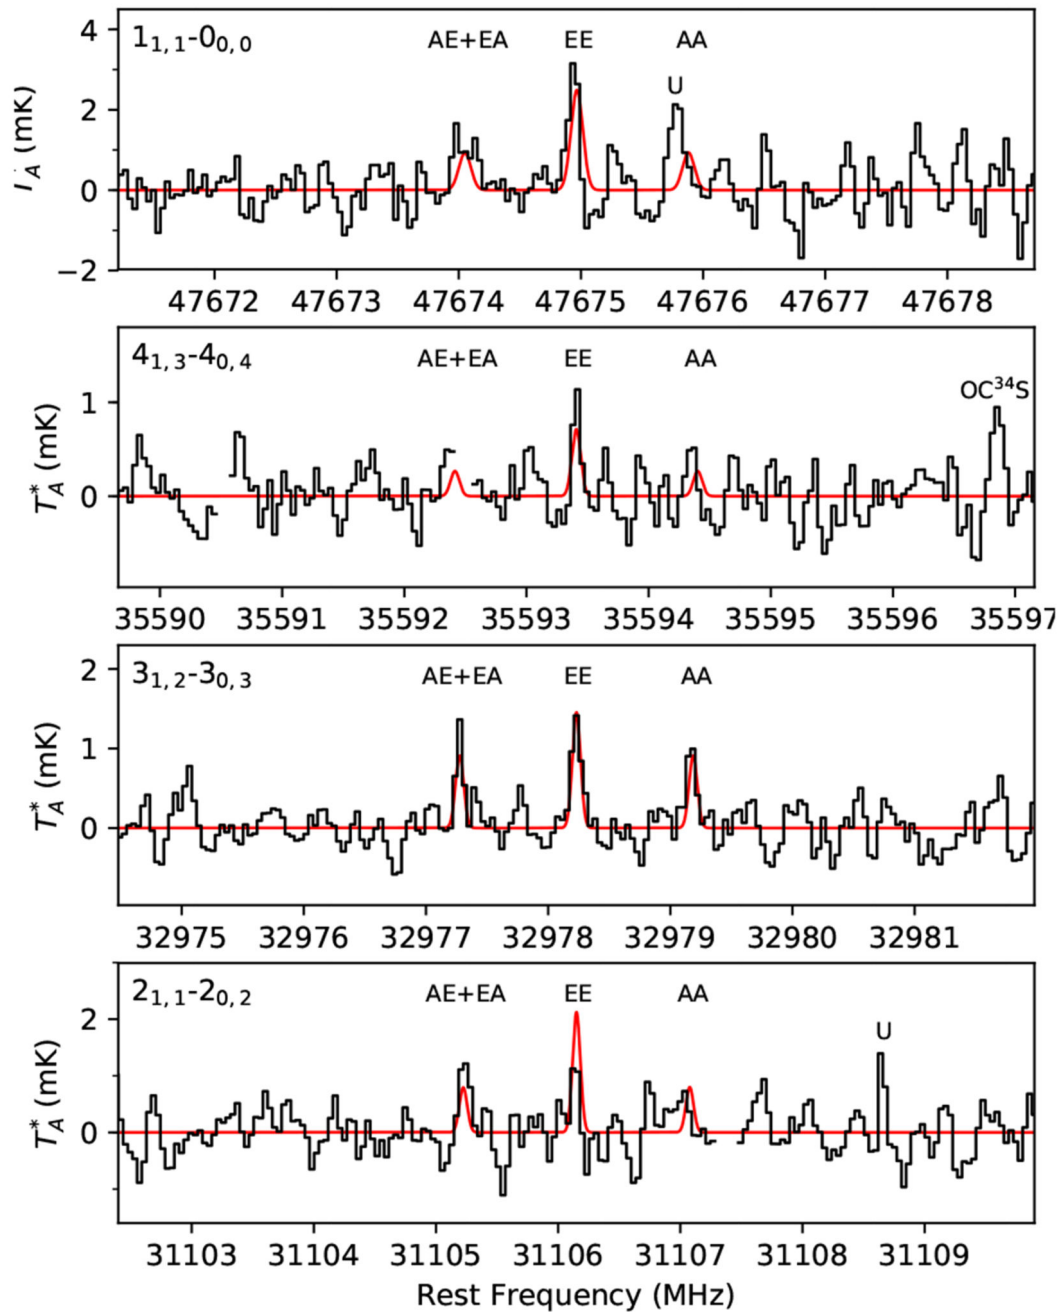 1₁,₁-0₀,₀ AE+EA EE AA
U
4
2
0
−2
(mK)
47672 47673 47674 47675 47676 47677 47678
4₁,₃-4₀,₄ AE+EA EE AA
OC³⁴S
1
0
T*A (mK)
35590 35591 35592 35593 35594 35595 35596 35597
3₁,₂-3₀,₃ AE+EA EE AA
2
1
0
T*A (mK)
32975 32976 32977 32978 32979 32980 32981
2₁,₁-2₀,₂ AE+EA EE AA
U
2
0
T*A (mK)
31103 31104 31105 31106 31107 31108 31109
Rest Frequency (MHz)